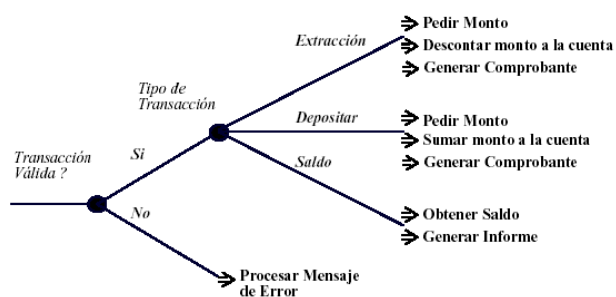 Extracción
Pedir Monto
Descontar monto a la cuenta
Generar Comprobante
Tipo de
Transacción
Depositar
Pedir Monto
Sumar monto a la cuenta
Generar Comprobante
Transacción
Válida ?
Si
Saldo
No
Obtener Saldo
Generar Informe
Procesar Mensaje
de Error